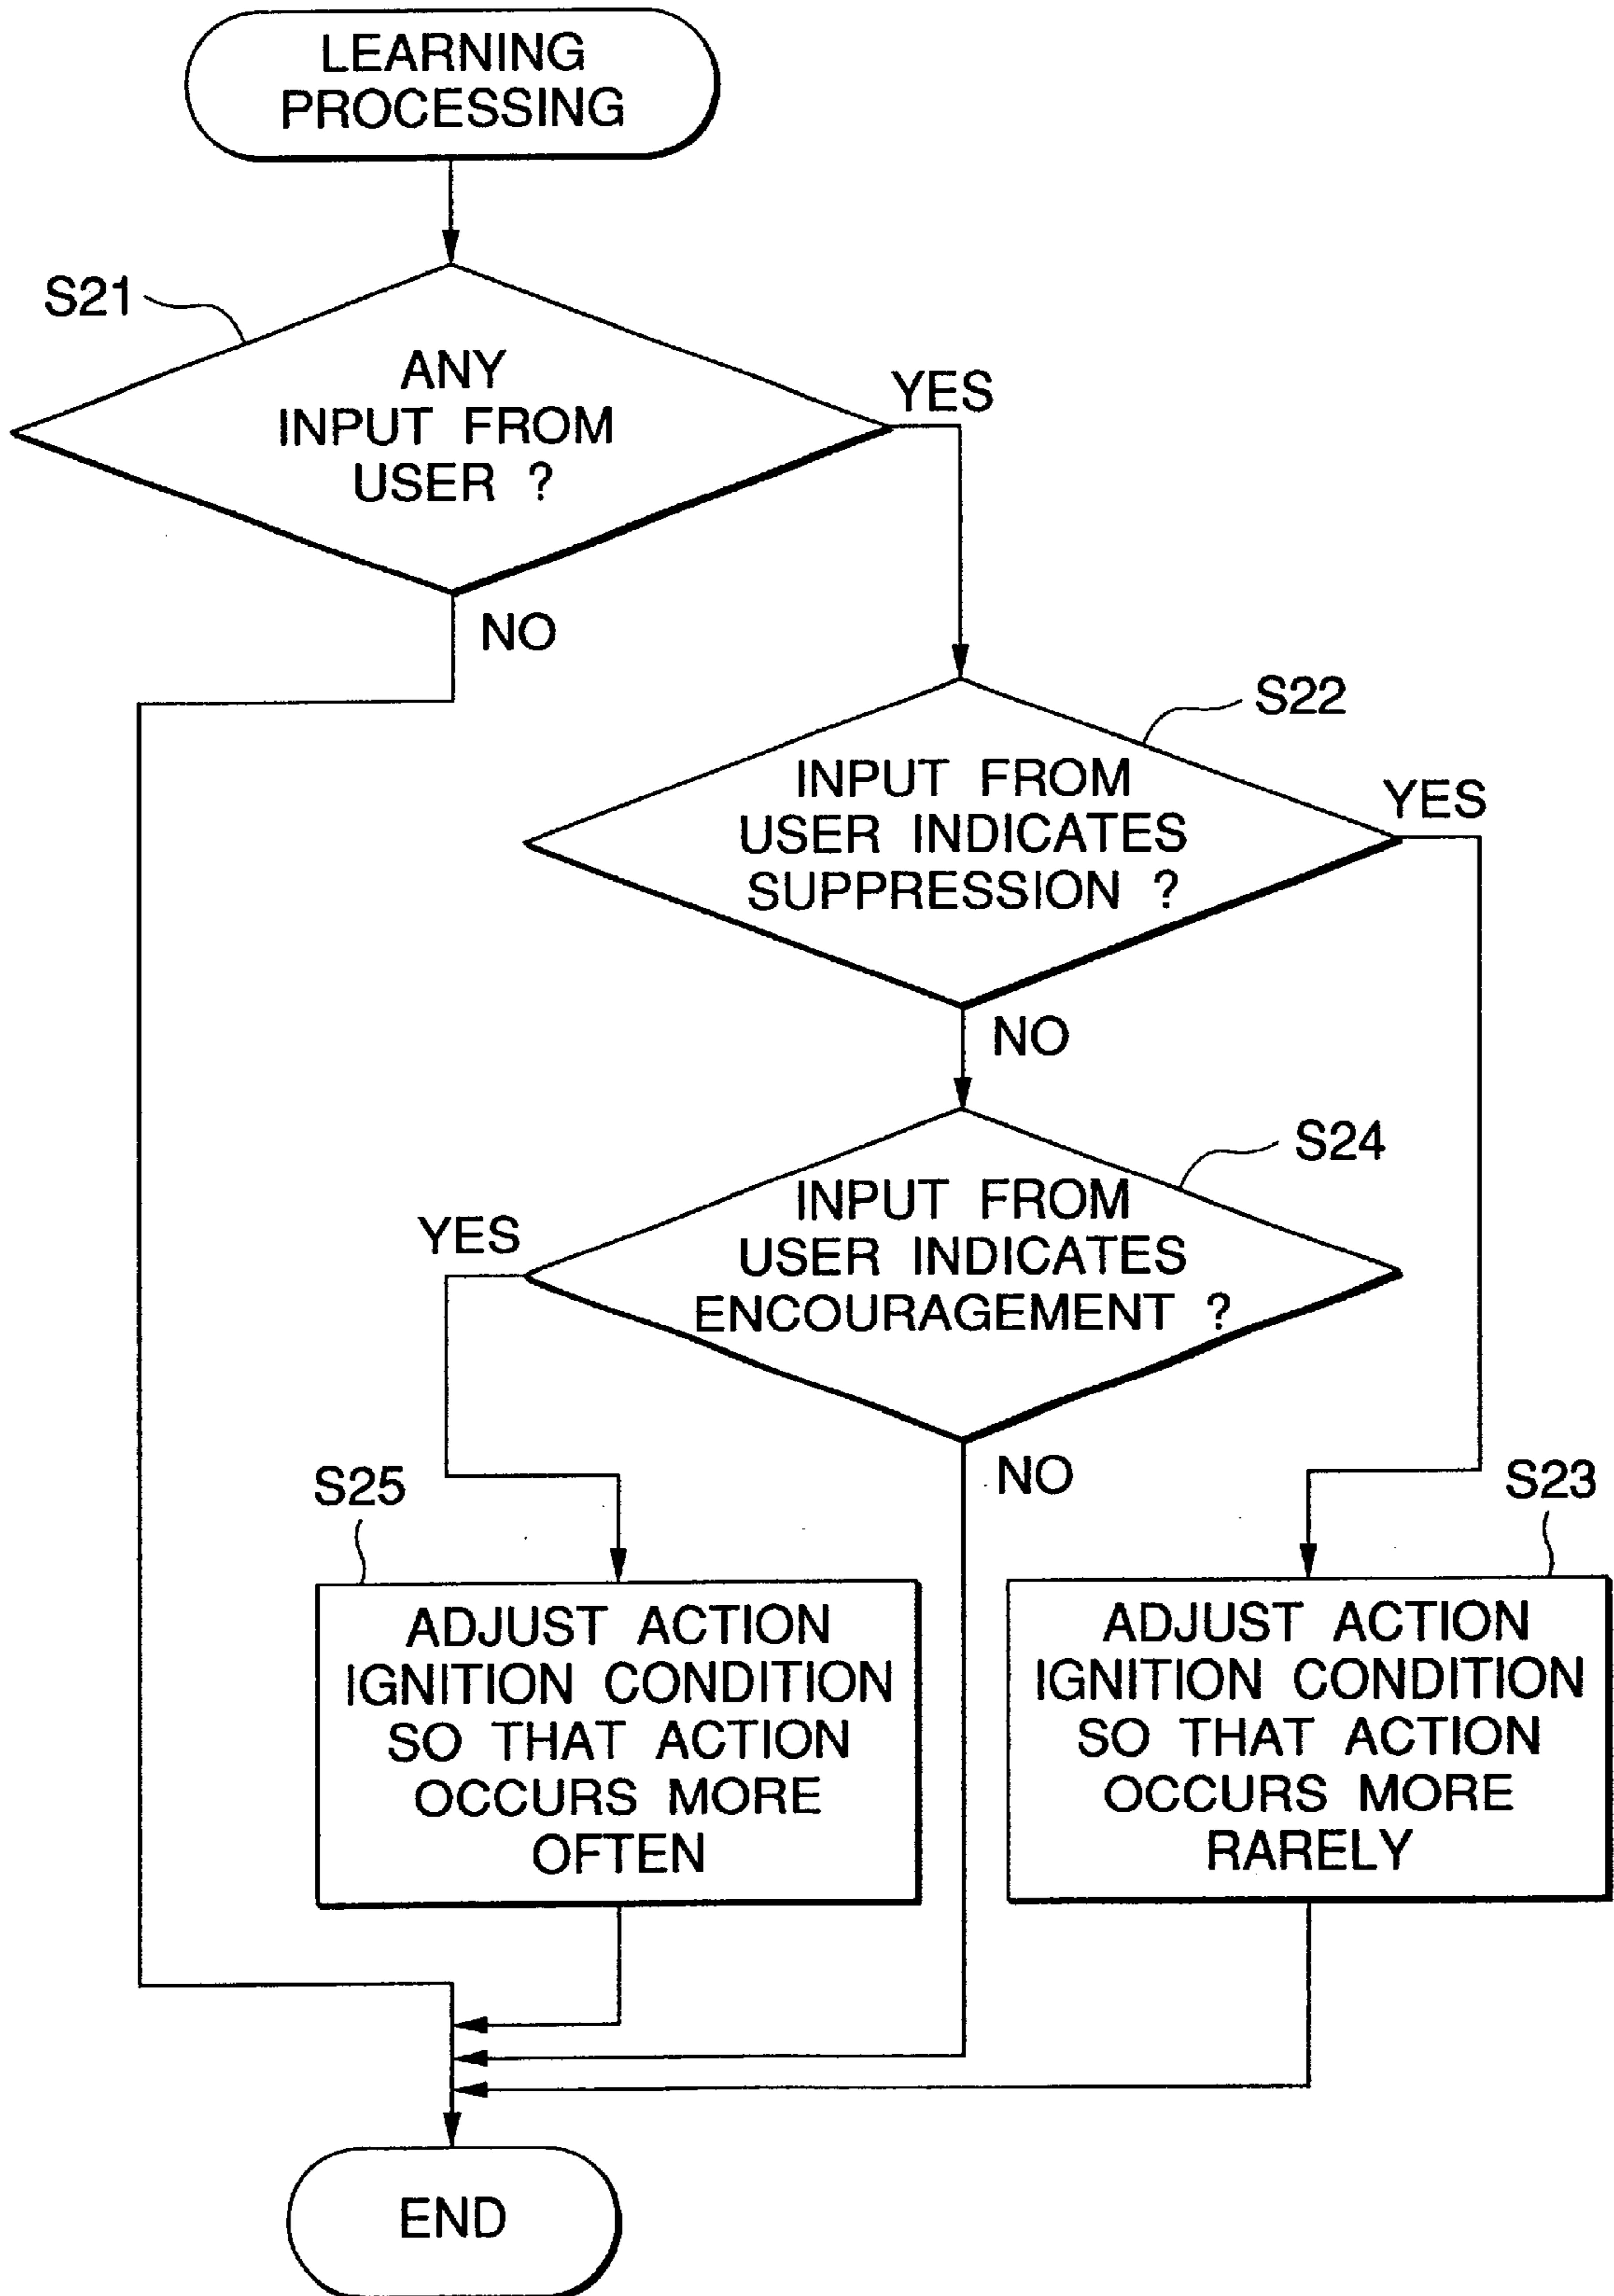 LEARNING
PROCESSING
S21
ANY
INPUT FROM
USER ?
YES
NO
S22
INPUT FROM
USER INDICATES
SUPPRESSION ?
YES
NO
S24
INPUT FROM
USER INDICATES
ENCOURAGEMENT ?
YES
NO
S25
ADJUST ACTION
IGNITION CONDITION
SO THAT ACTION
OCCURS MORE
OFTEN
S23
ADJUST ACTION
IGNITION CONDITION
SO THAT ACTION
OCCURS MORE
RARELY
END